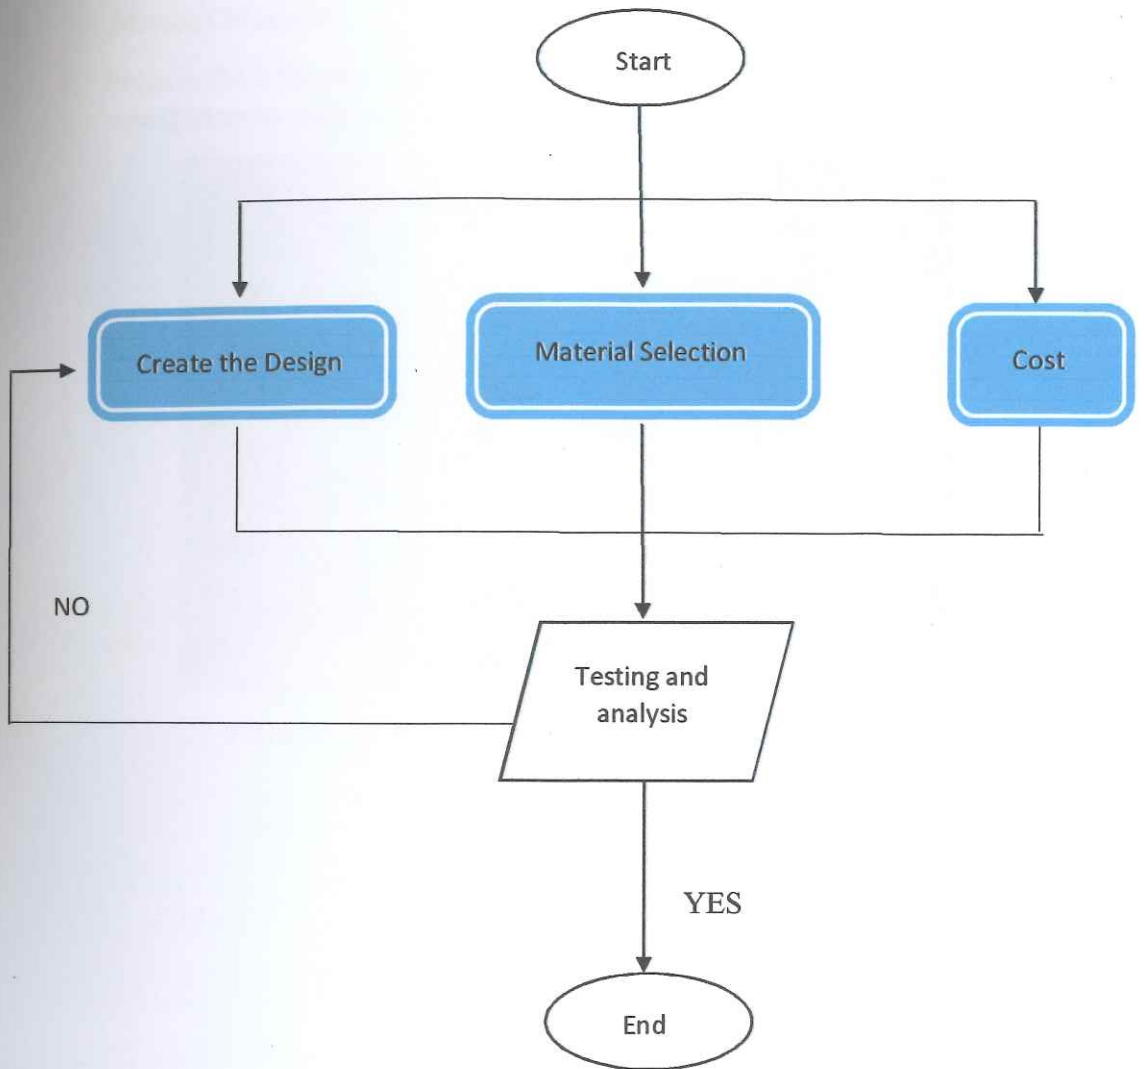 Start
Create the Design
Material Selection
Cost
NO
Testing and
analysis
YES
End